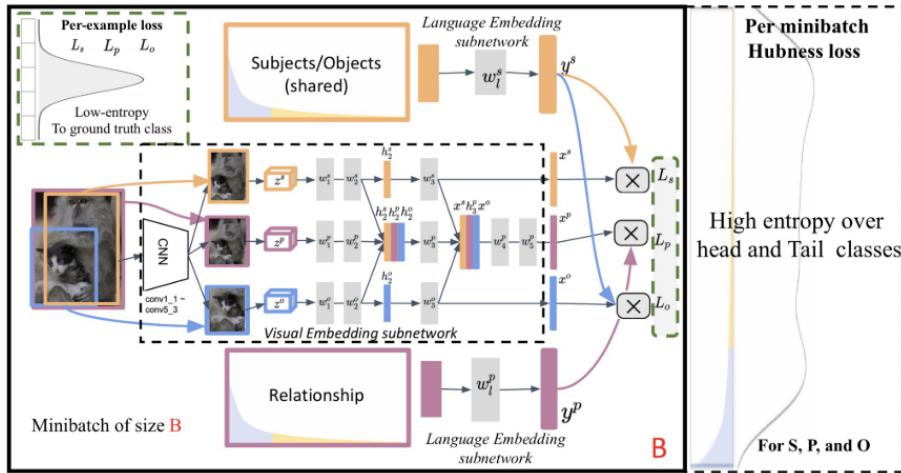 Per-example loss
L_s L_p L_o
Low-entropy
To ground truth class
Subjects/Objects
(shared)
Language Embedding
subnetwork
w_l^s
y^s
CNN
conv1_1 ~
conv5_3
z^s
w_1^s
w_2^s
h_2^s
w_3^s
x^s
L_s
z^p
w_1^p
w_2^p
h_2^s h_2^p h_2^o
w_3^p
x^s h_3^p x^o
w_4^p
w_5^p
x^p
L_p
z^o
w_1^o
w_2^o
h_2^o
w_3^o
x^o
L_o
Visual Embedding subnetwork
Relationship
w_l^p
y^p
Language Embedding
subnetwork
Minibatch of size B
B
Per minibatch
Hubness loss
High entropy over
head and Tail classes
For S, P, and O